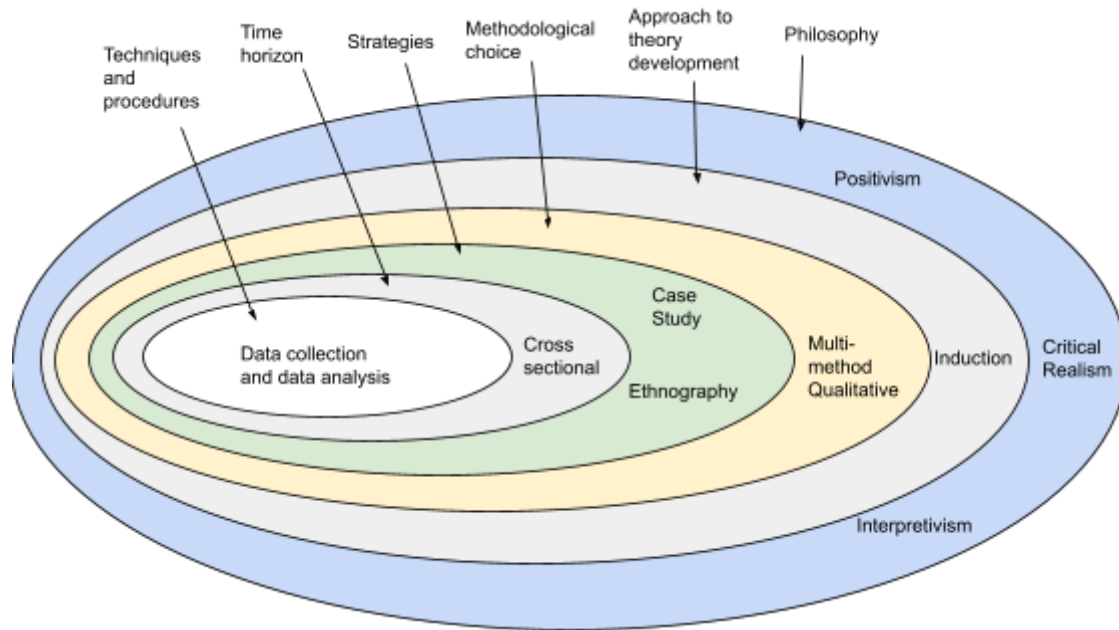 Techniques
and
procedures
Time
horizon
Strategies
Methodological
choice
Approach to
theory
development
Philosophy
Positivism
Case
Study
Data collection
and data analysis
Cross
sectional
Ethnography
Multi-
method
Qualitative
Induction
Critical
Realism
Interpretivism